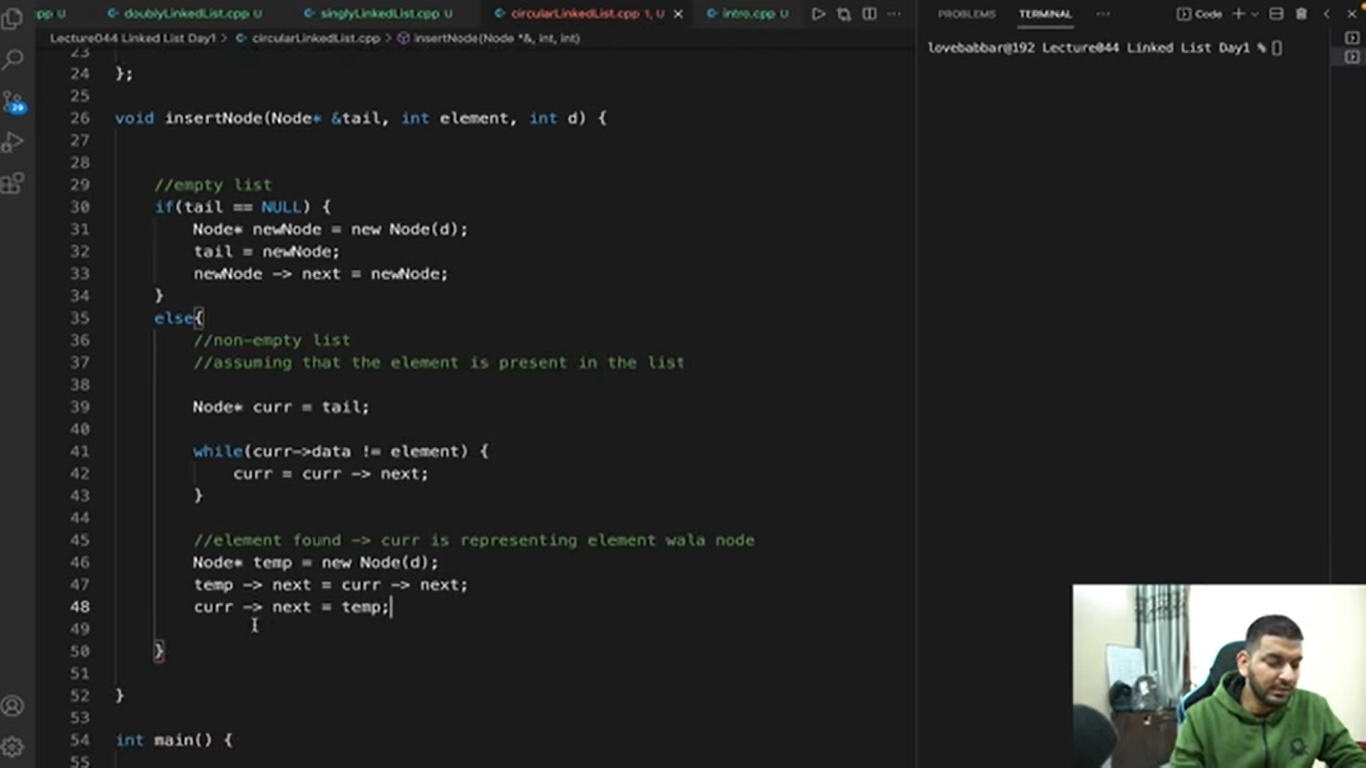 pp U doublyLinkedList.cpp U singlyLinkedList.cpp U circularLinkedList.cpp 1, U intro.cpp U
PROBLEMS TERMINAL Code
Lecture044 Linked List Day1 > circularLinkedList.cpp > insertNode(Node *&, int, int)
lovebabbar@192 Lecture044 Linked List Day1 %
23
24 };
25
26 void insertNode(Node* &tail, int element, int d) {
27
28
29 //empty list
30 if(tail == NULL) {
31 Node* newNode = new Node(d);
32 tail = newNode;
33 newNode -> next = newNode;
34 }
35 else{
36 //non-empty list
37 //assuming that the element is present in the list
38
39 Node* curr = tail;
40
41 while(curr->data != element) {
42 curr = curr -> next;
43 }
44
45 //element found -> curr is representing element wala node
46 Node* temp = new Node(d);
47 temp -> next = curr -> next;
48 curr -> next = temp;
49
50 }
51
52 }
53
54 int main() {
55